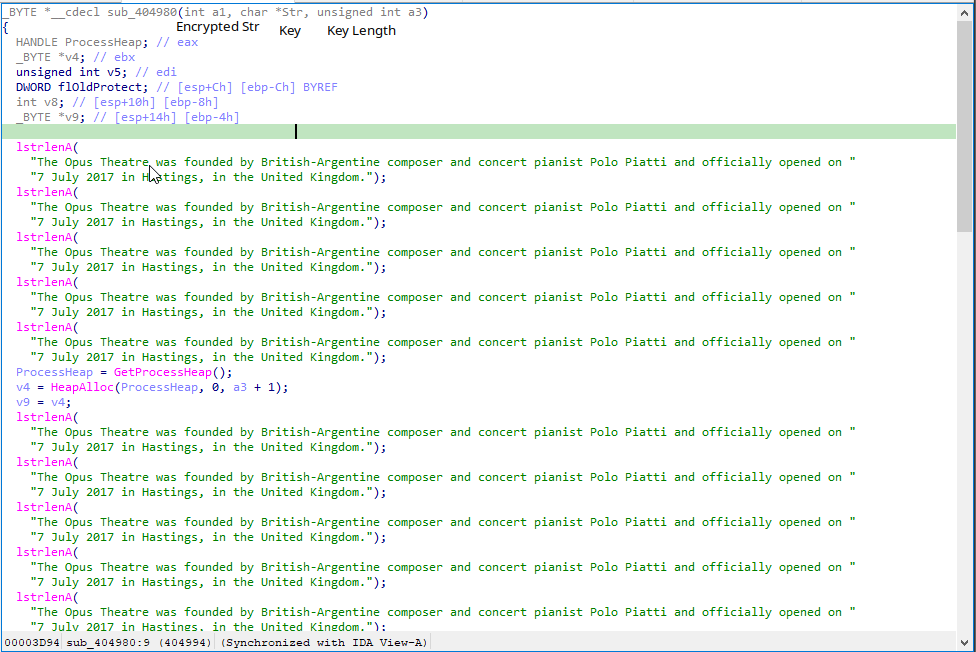 _BYTE *__cdecl sub_404980(int a1, char *Str, unsigned int a3)
{ Encrypted Str Key Key Length
HANDLE ProcessHeap; // eax
_BYTE *v4; // ebx
unsigned int v5; // edi
DWORD flOldProtect; // [esp+Ch] [ebp-Ch] BYREF
int v8; // [esp+10h] [ebp-8h]
_BYTE *v9; // [esp+14h] [ebp-4h]
lstrlenA(
"The Opus Theatre was founded by British-Argentine composer and concert pianist Polo Piatti and officially opened on "
"7 July 2017 in Hastings, in the United Kingdom.");
lstrlenA(
"The Opus Theatre was founded by British-Argentine composer and concert pianist Polo Piatti and officially opened on "
"7 July 2017 in Hastings, in the United Kingdom.");
lstrlenA(
"The Opus Theatre was founded by British-Argentine composer and concert pianist Polo Piatti and officially opened on "
"7 July 2017 in Hastings, in the United Kingdom.");
lstrlenA(
"The Opus Theatre was founded by British-Argentine composer and concert pianist Polo Piatti and officially opened on "
"7 July 2017 in Hastings, in the United Kingdom.");
lstrlenA(
"The Opus Theatre was founded by British-Argentine composer and concert pianist Polo Piatti and officially opened on "
"7 July 2017 in Hastings, in the United Kingdom.");
ProcessHeap = GetProcessHeap();
v4 = HeapAlloc(ProcessHeap, 0, a3 + 1);
v9 = v4;
lstrlenA(
"The Opus Theatre was founded by British-Argentine composer and concert pianist Polo Piatti and officially opened on "
"7 July 2017 in Hastings, in the United Kingdom.");
lstrlenA(
"The Opus Theatre was founded by British-Argentine composer and concert pianist Polo Piatti and officially opened on "
"7 July 2017 in Hastings, in the United Kingdom.");
lstrlenA(
"The Opus Theatre was founded by British-Argentine composer and concert pianist Polo Piatti and officially opened on "
"7 July 2017 in Hastings, in the United Kingdom.");
lstrlenA(
"The Opus Theatre was founded by British-Argentine composer and concert pianist Polo Piatti and officially opened on "
"7 July 2017 in Hastings, in the United Kingdom.");
lstrlenA(
"The Opus Theatre was founded by British-Argentine composer and concert pianist Polo Piatti and officially opened on "
"7 July 2017 in Hastings, in the United Kingdom.");
00003D94 sub_404980:9 (404994) (Synchronized with IDA View-A)